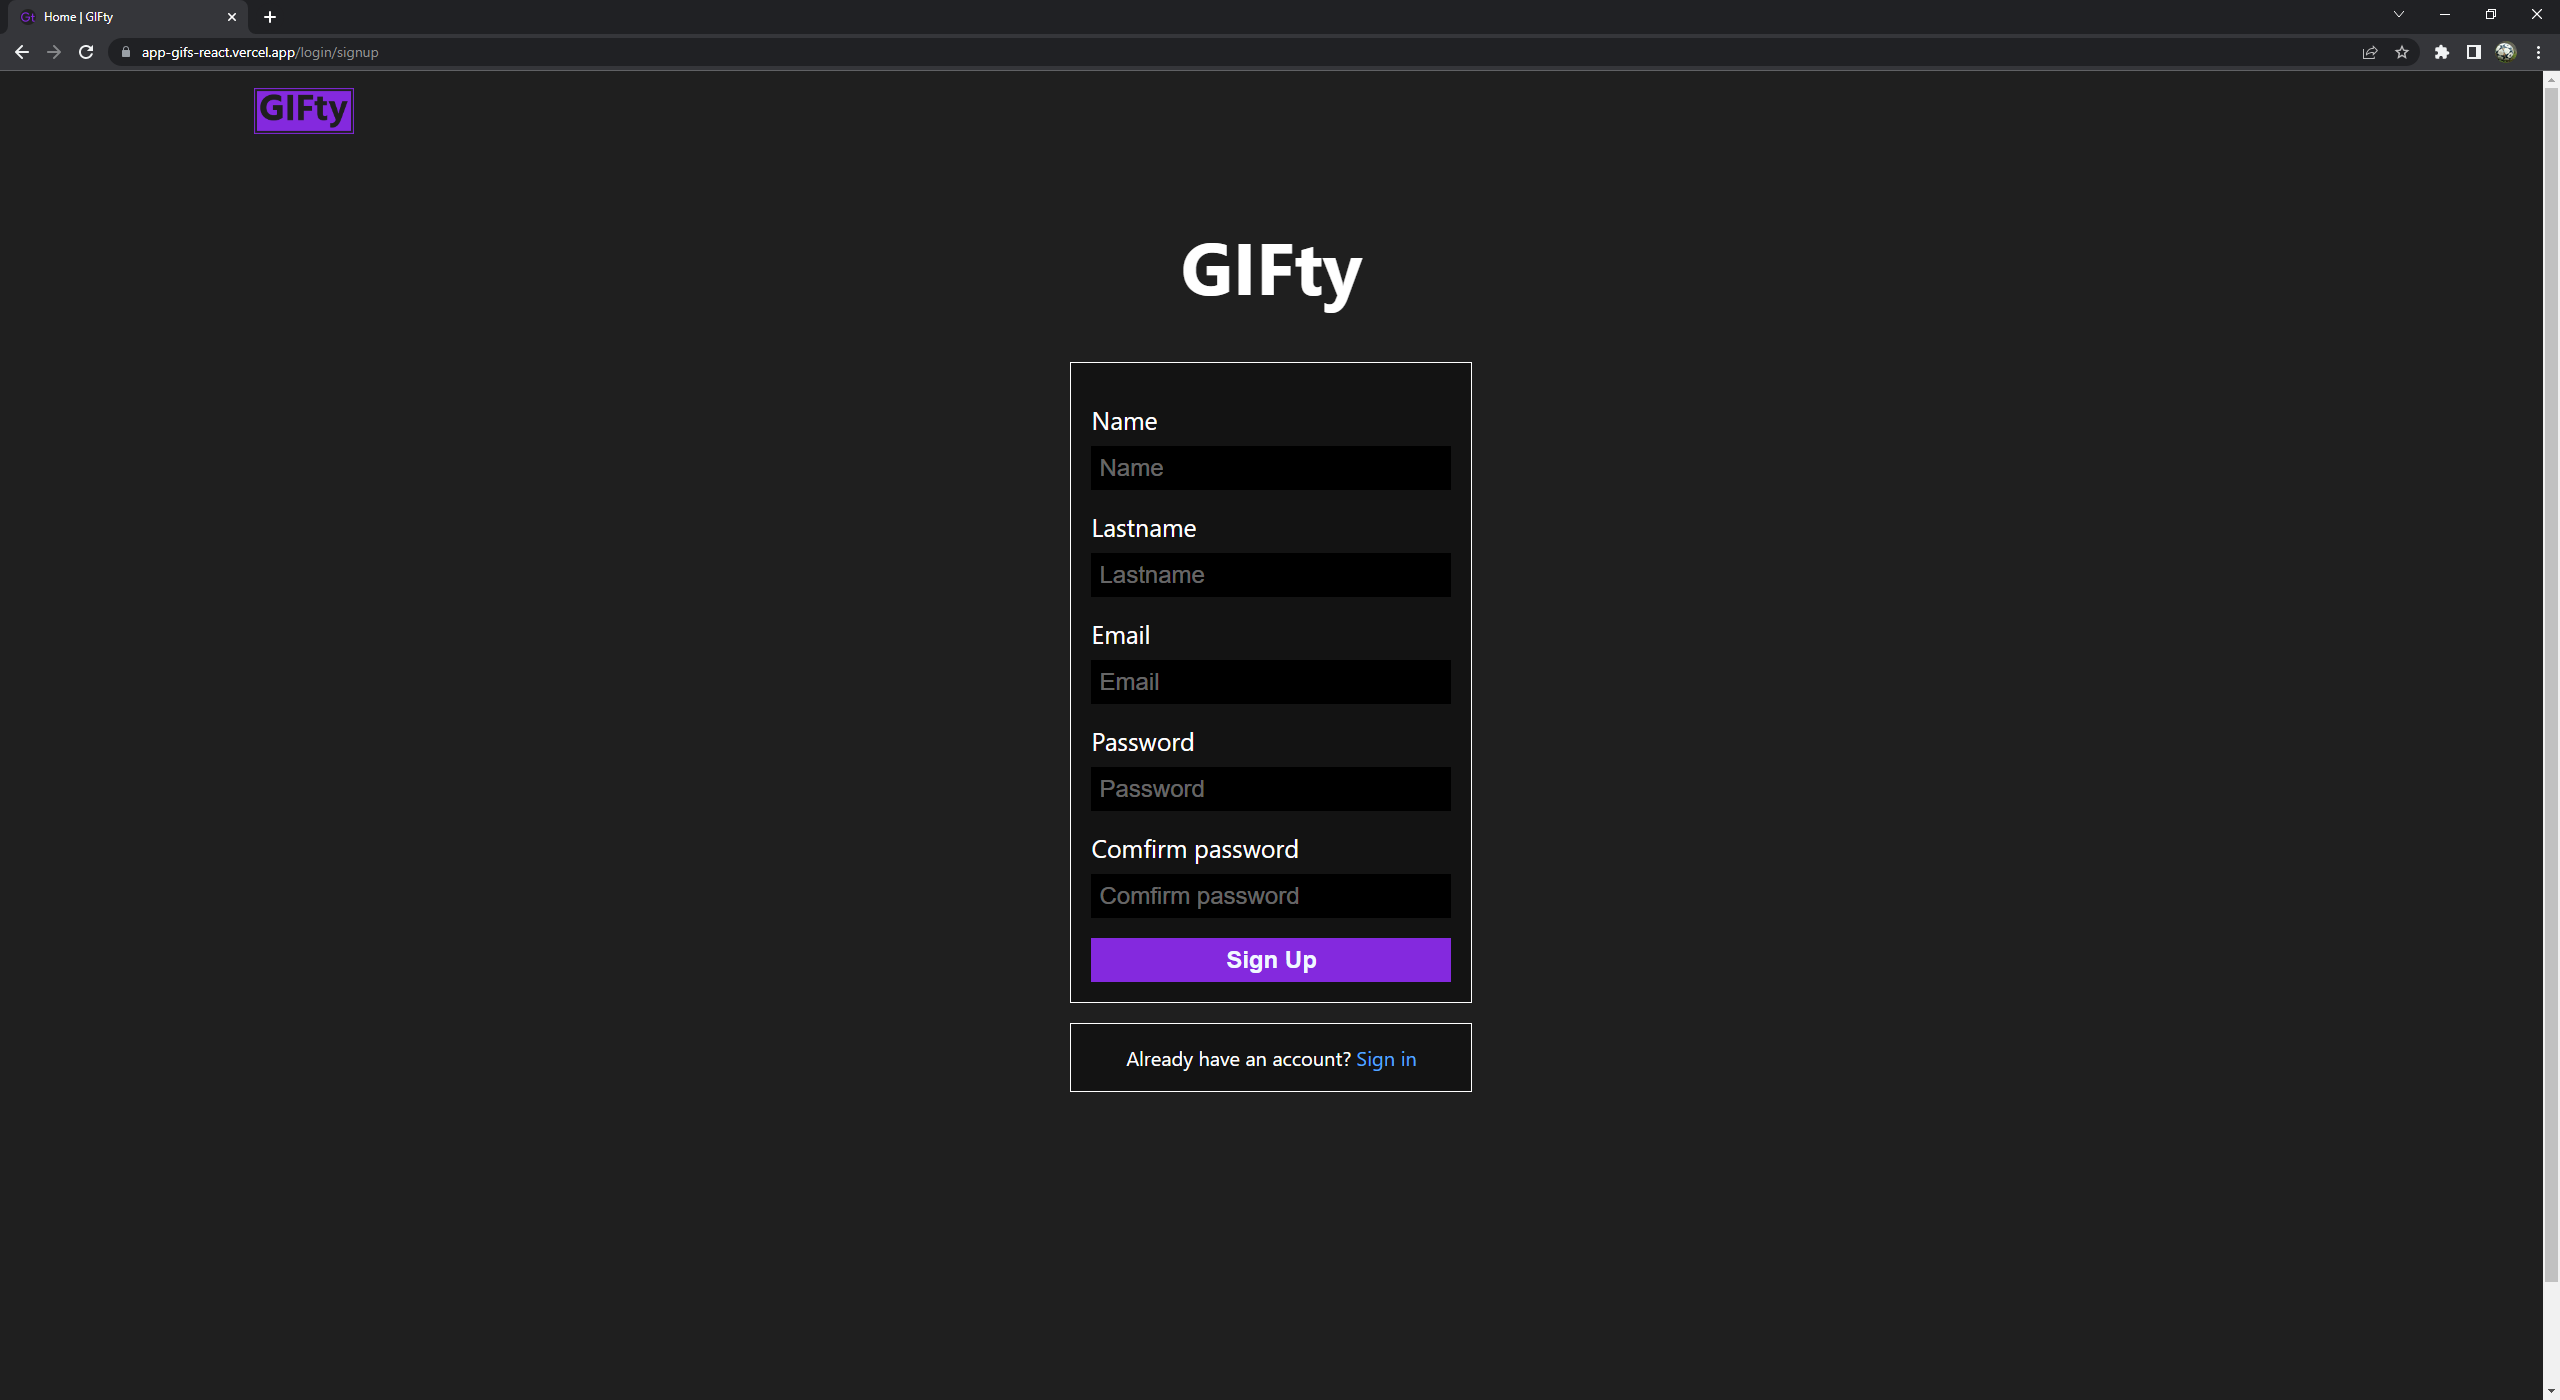 Gt Home | GIFty
app-gifs-react.vercel.app/login/signup
GIFty
GIFty
Name
Name
Lastname
Lastname
Email
Email
Password
Password
Comfirm password
Comfirm password
Sign Up
Already have an account? Sign in